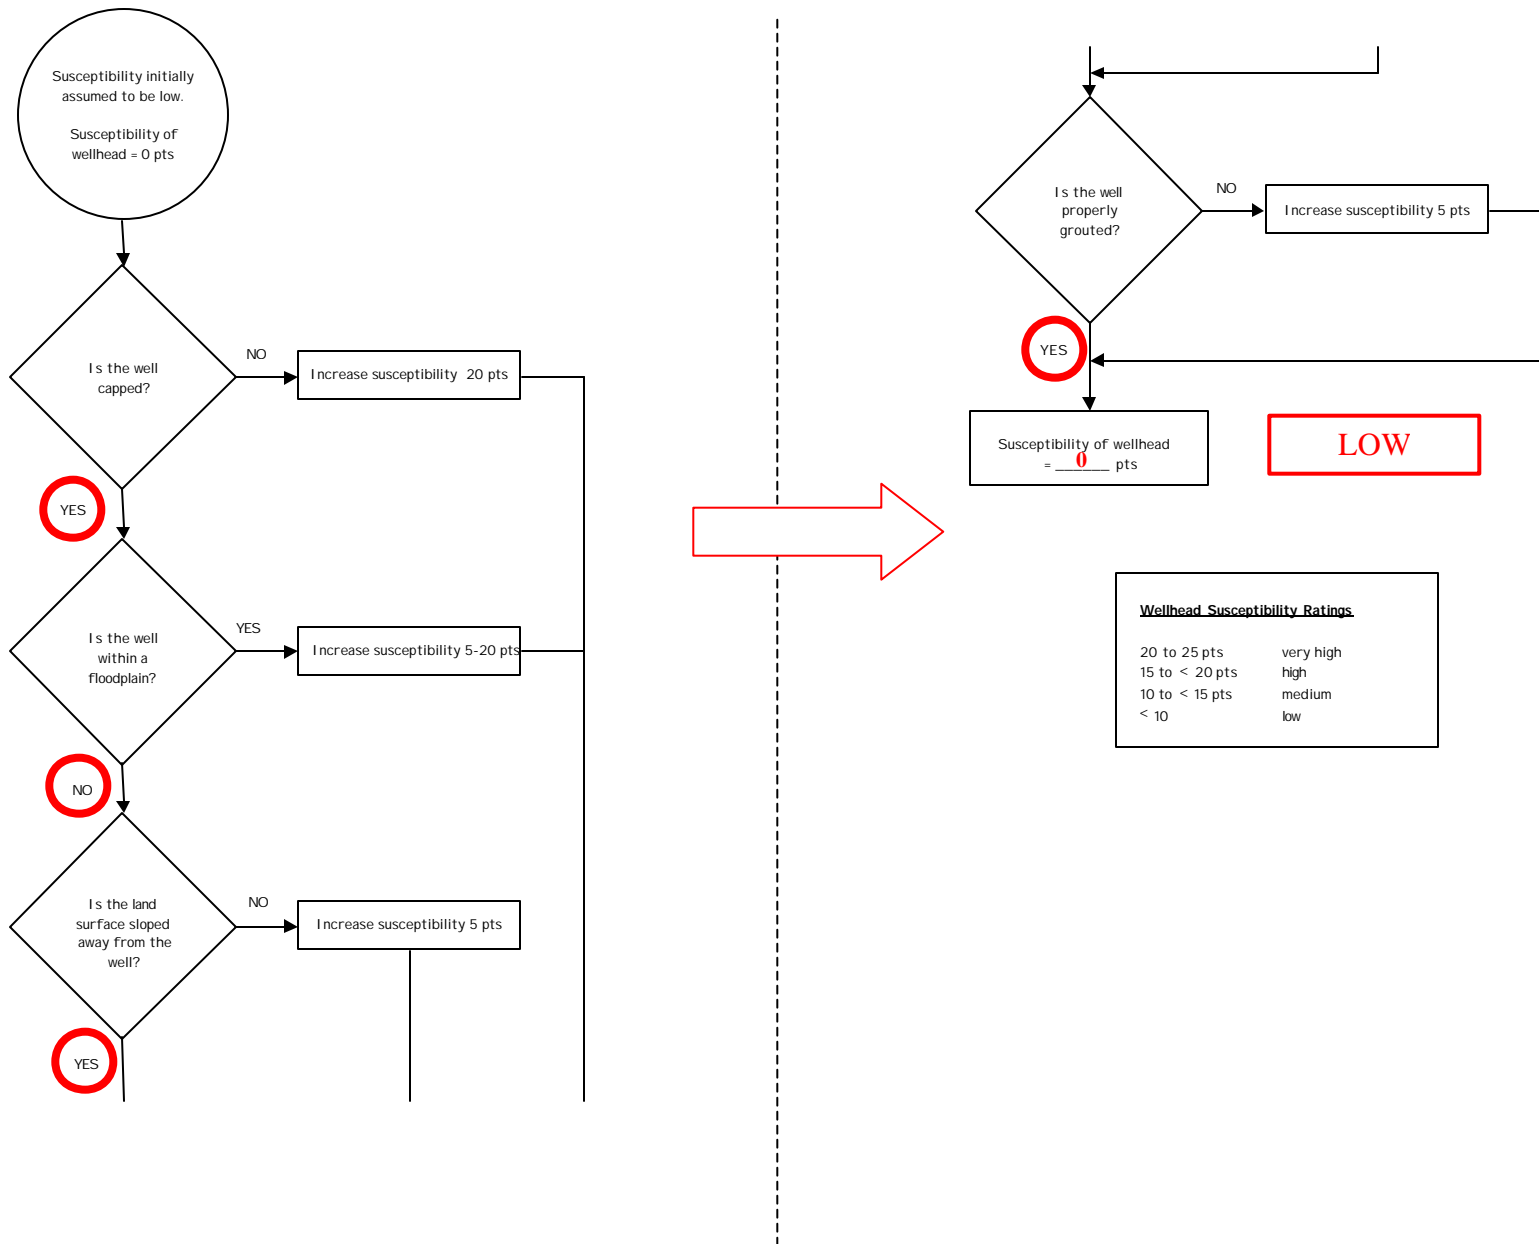 Susceptibility initially
assumed to be low.
Susceptibility of
wellhead = 0 pts
Is the well
capped?
NO
Increase susceptibility 20 pts
YES
Is the well
within a
floodplain?
YES
Increase susceptibility 5-20 pts
NO
Is the land
surface sloped
away from the
well?
NO
Increase susceptibility 5 pts
YES
Is the well
properly
grouted?
NO
Increase susceptibility 5 pts
YES
Susceptibility of wellhead
= ___0___ pts
LOW
Wellhead Susceptibility Ratings
20 to 25 pts very high
15 to < 20 pts high
10 to < 15 pts medium
< 10 low